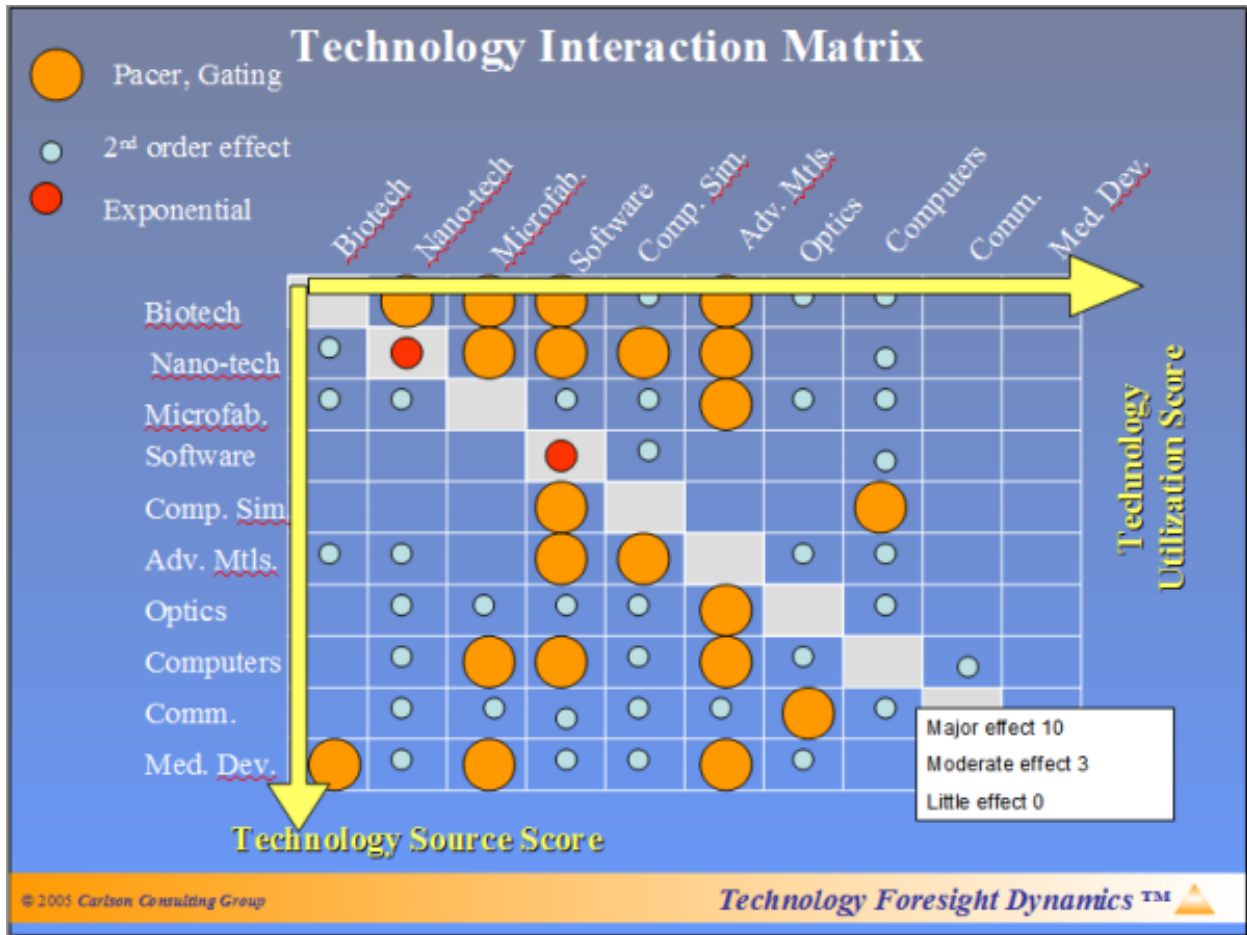 Technology Interaction Matrix
Pacer, Gating
2nd order effect
Exponential
Biotech
Nano-tech
Microfab.
Software
Comp. Sim.
Adv. Mtls.
Optics
Computers
Comm.
Med. Dev.
Biotech
Nano-tech
Microfab.
Software
Comp. Sim.
Adv. Mtls.
Optics
Computers
Comm.
Med. Dev.
Technology
Utilization Score
Major effect 10
Moderate effect 3
Little effect 0
Technology Source Score
© 2005 Carlson Consulting Group
Technology Foresight Dynamics ™